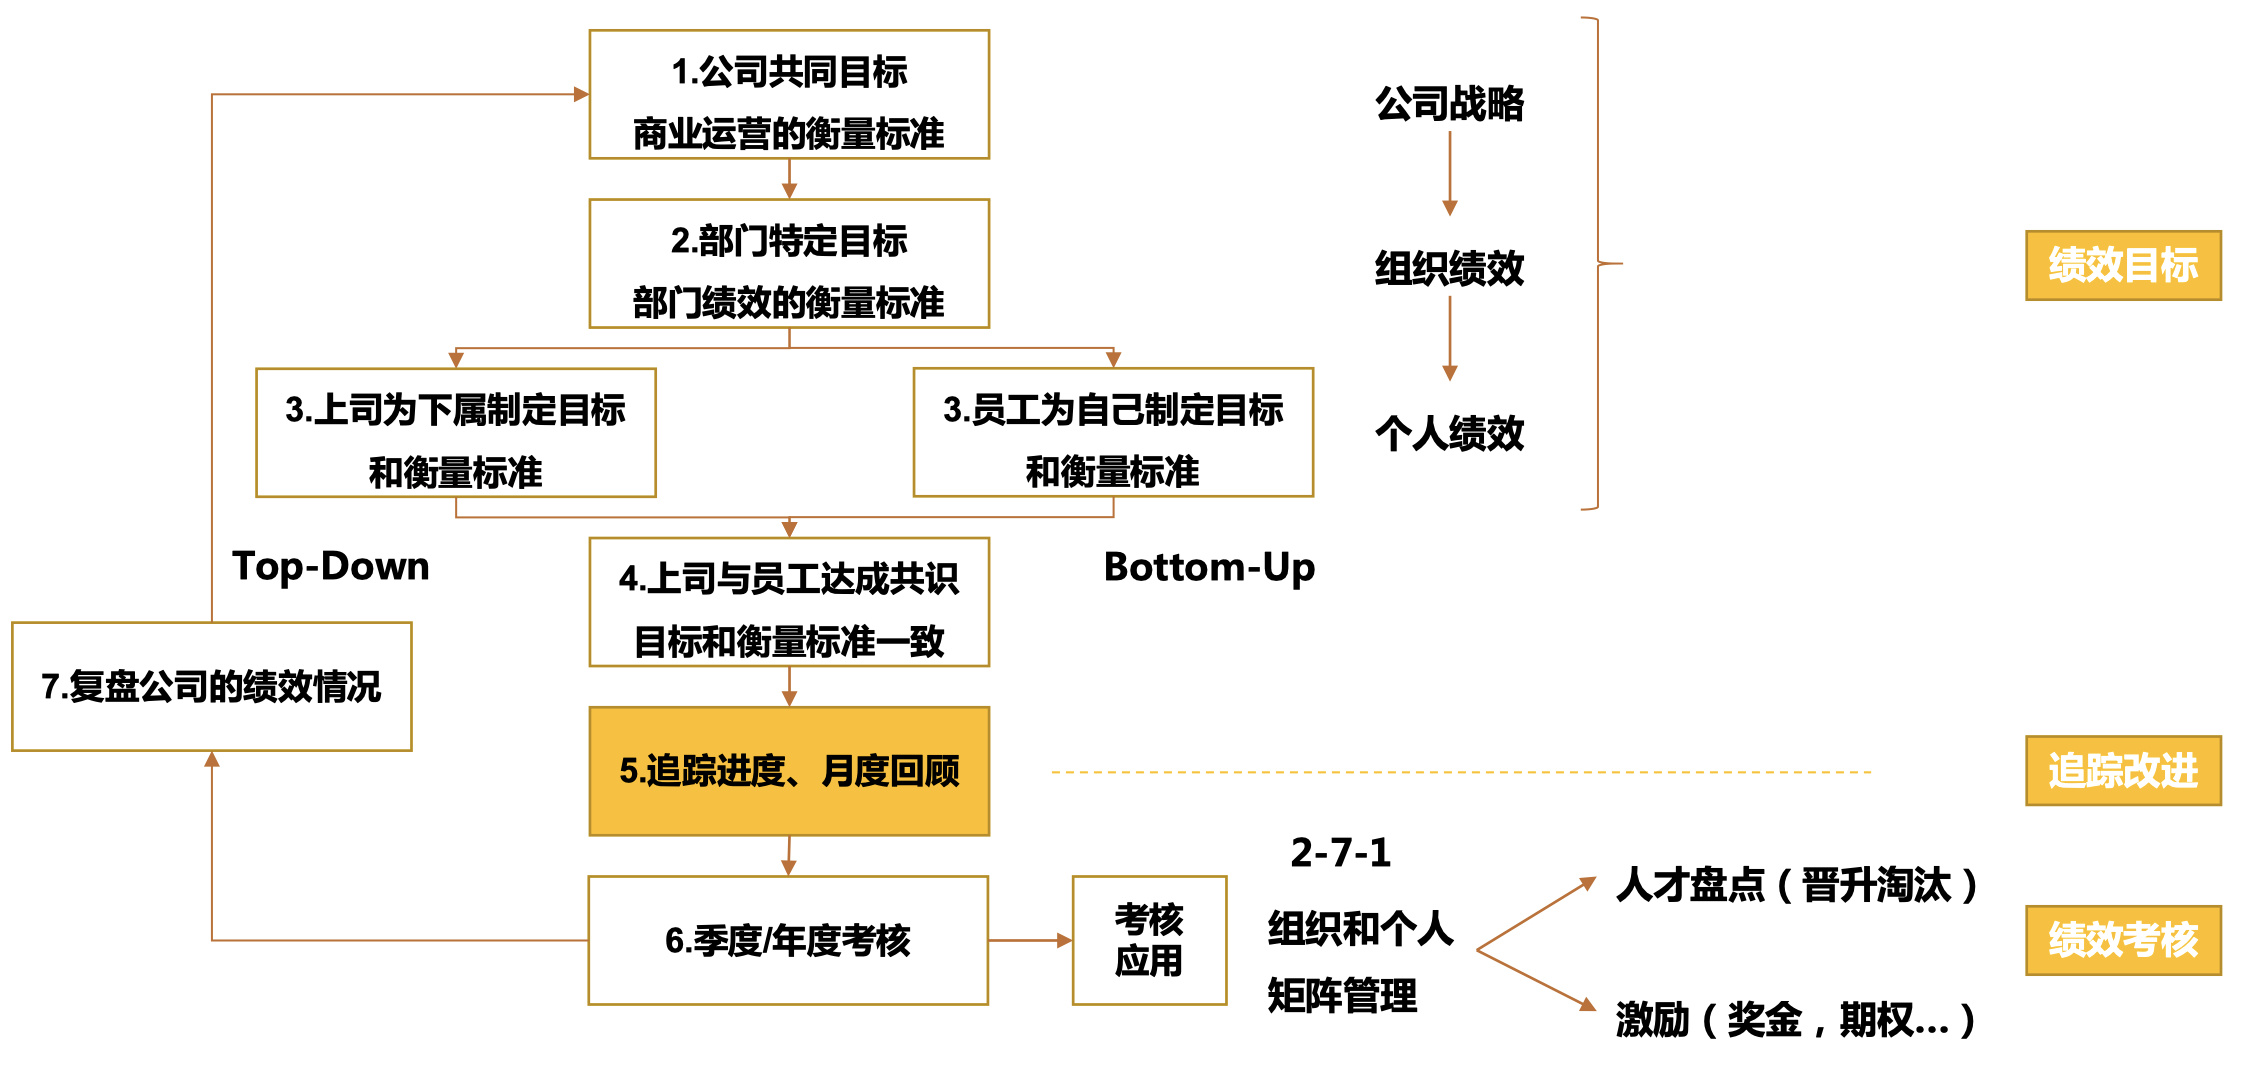 1.公司共同目标
商业运营的衡量标准
2.部门特定目标
部门绩效的衡量标准
3.上司为下属制定目标
和衡量标准
3.员工为自己制定目标
和衡量标准
Top-Down
Bottom-Up
4.上司与员工达成共识
目标和衡量标准一致
7.复盘公司的绩效情况
5.追踪进度、月度回顾
6.季度/年度考核
考核
应用
公司战略
组织绩效
个人绩效
绩效目标
追踪改进
2-7-1
组织和个人
矩阵管理
人才盘点（晋升淘汰）
激励（奖金，期权...）
绩效考核